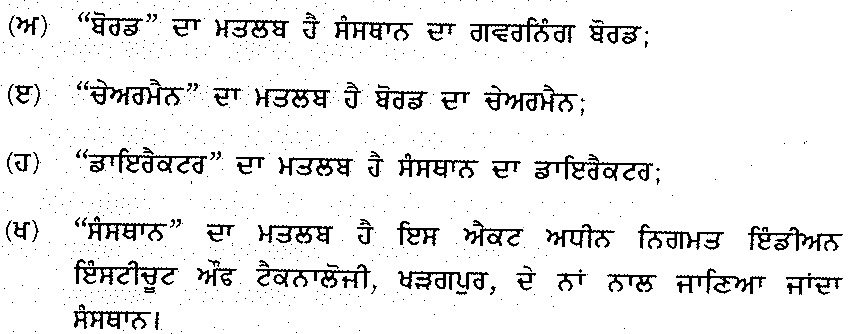 (ਅ) “ਬੋਰਡ” ਦਾ ਮਤਲਬ ਹੈ ਸੰਸਥਾਨ ਦਾ ਗਵਰਨਿੰਗ ਬੋਰਡ;
(ੲ) “ਚੇਅਰਮੈਨ” ਦਾ ਮਤਲਬ ਹੈ ਬੋਰਡ ਦਾ ਚੇਅਰਮੈਨ;
(ਹ) “ਡਾਇਰੈਕਟਰ” ਦਾ ਮਤਲਬ ਹੈ ਸੰਸਥਾਨ ਦਾ ਡਾਇਰੈਕਟਰ;
(ਖ) “ਸੰਸਥਾਨ” ਦਾ ਮਤਲਬ ਹੈ ਇਸ ਐਕਟ ਅਧੀਨ ਨਿਗਮਤ ਇੰਡੀਅਨ
ਇੰਸਟੀਚੂਟ ਔਫ ਟੈਕਨਾਲੋਜੀ, ਖੜਗਪੁਰ, ਦੇ ਨਾਂ ਨਾਲ ਜਾਣਿਆ ਜਾਂਦਾ
ਸੰਸਥਾਨ।